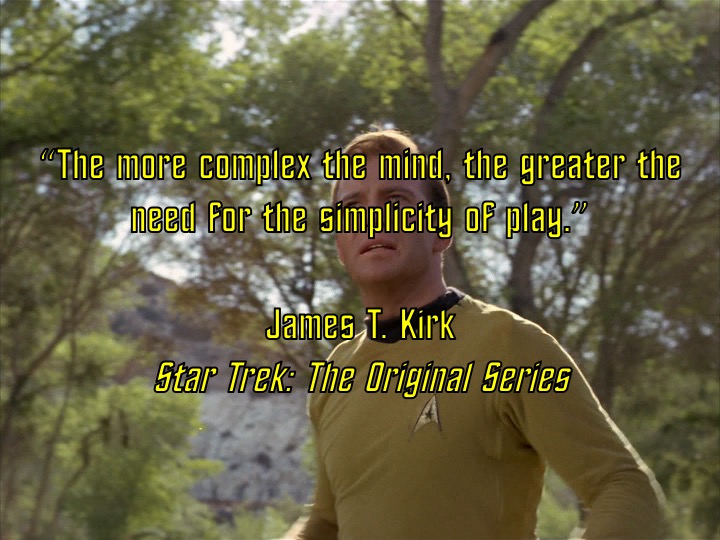 “The more complex the mind, the greater the
need for the simplicity of play.”
James T. Kirk
Star Trek: The Original Series